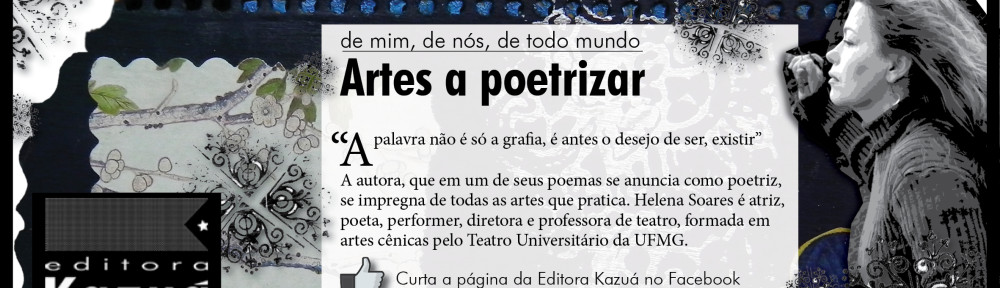 de mim, de nós, de todo mundo
Artes a poetrizar
“A palavra não é só a grafia, é antes o desejo de ser, existir”
A autora, que em um de seus poemas se anuncia como poetriz,
se impregna de todas as artes que pratica. Helena Soares é atriz,
poeta, performer, diretora e professora de teatro, formada em
artes cênicas pelo Teatro Universitário da UFMG.
Curta a página da Editora Kazuá no Facebook
editora
Kazuá